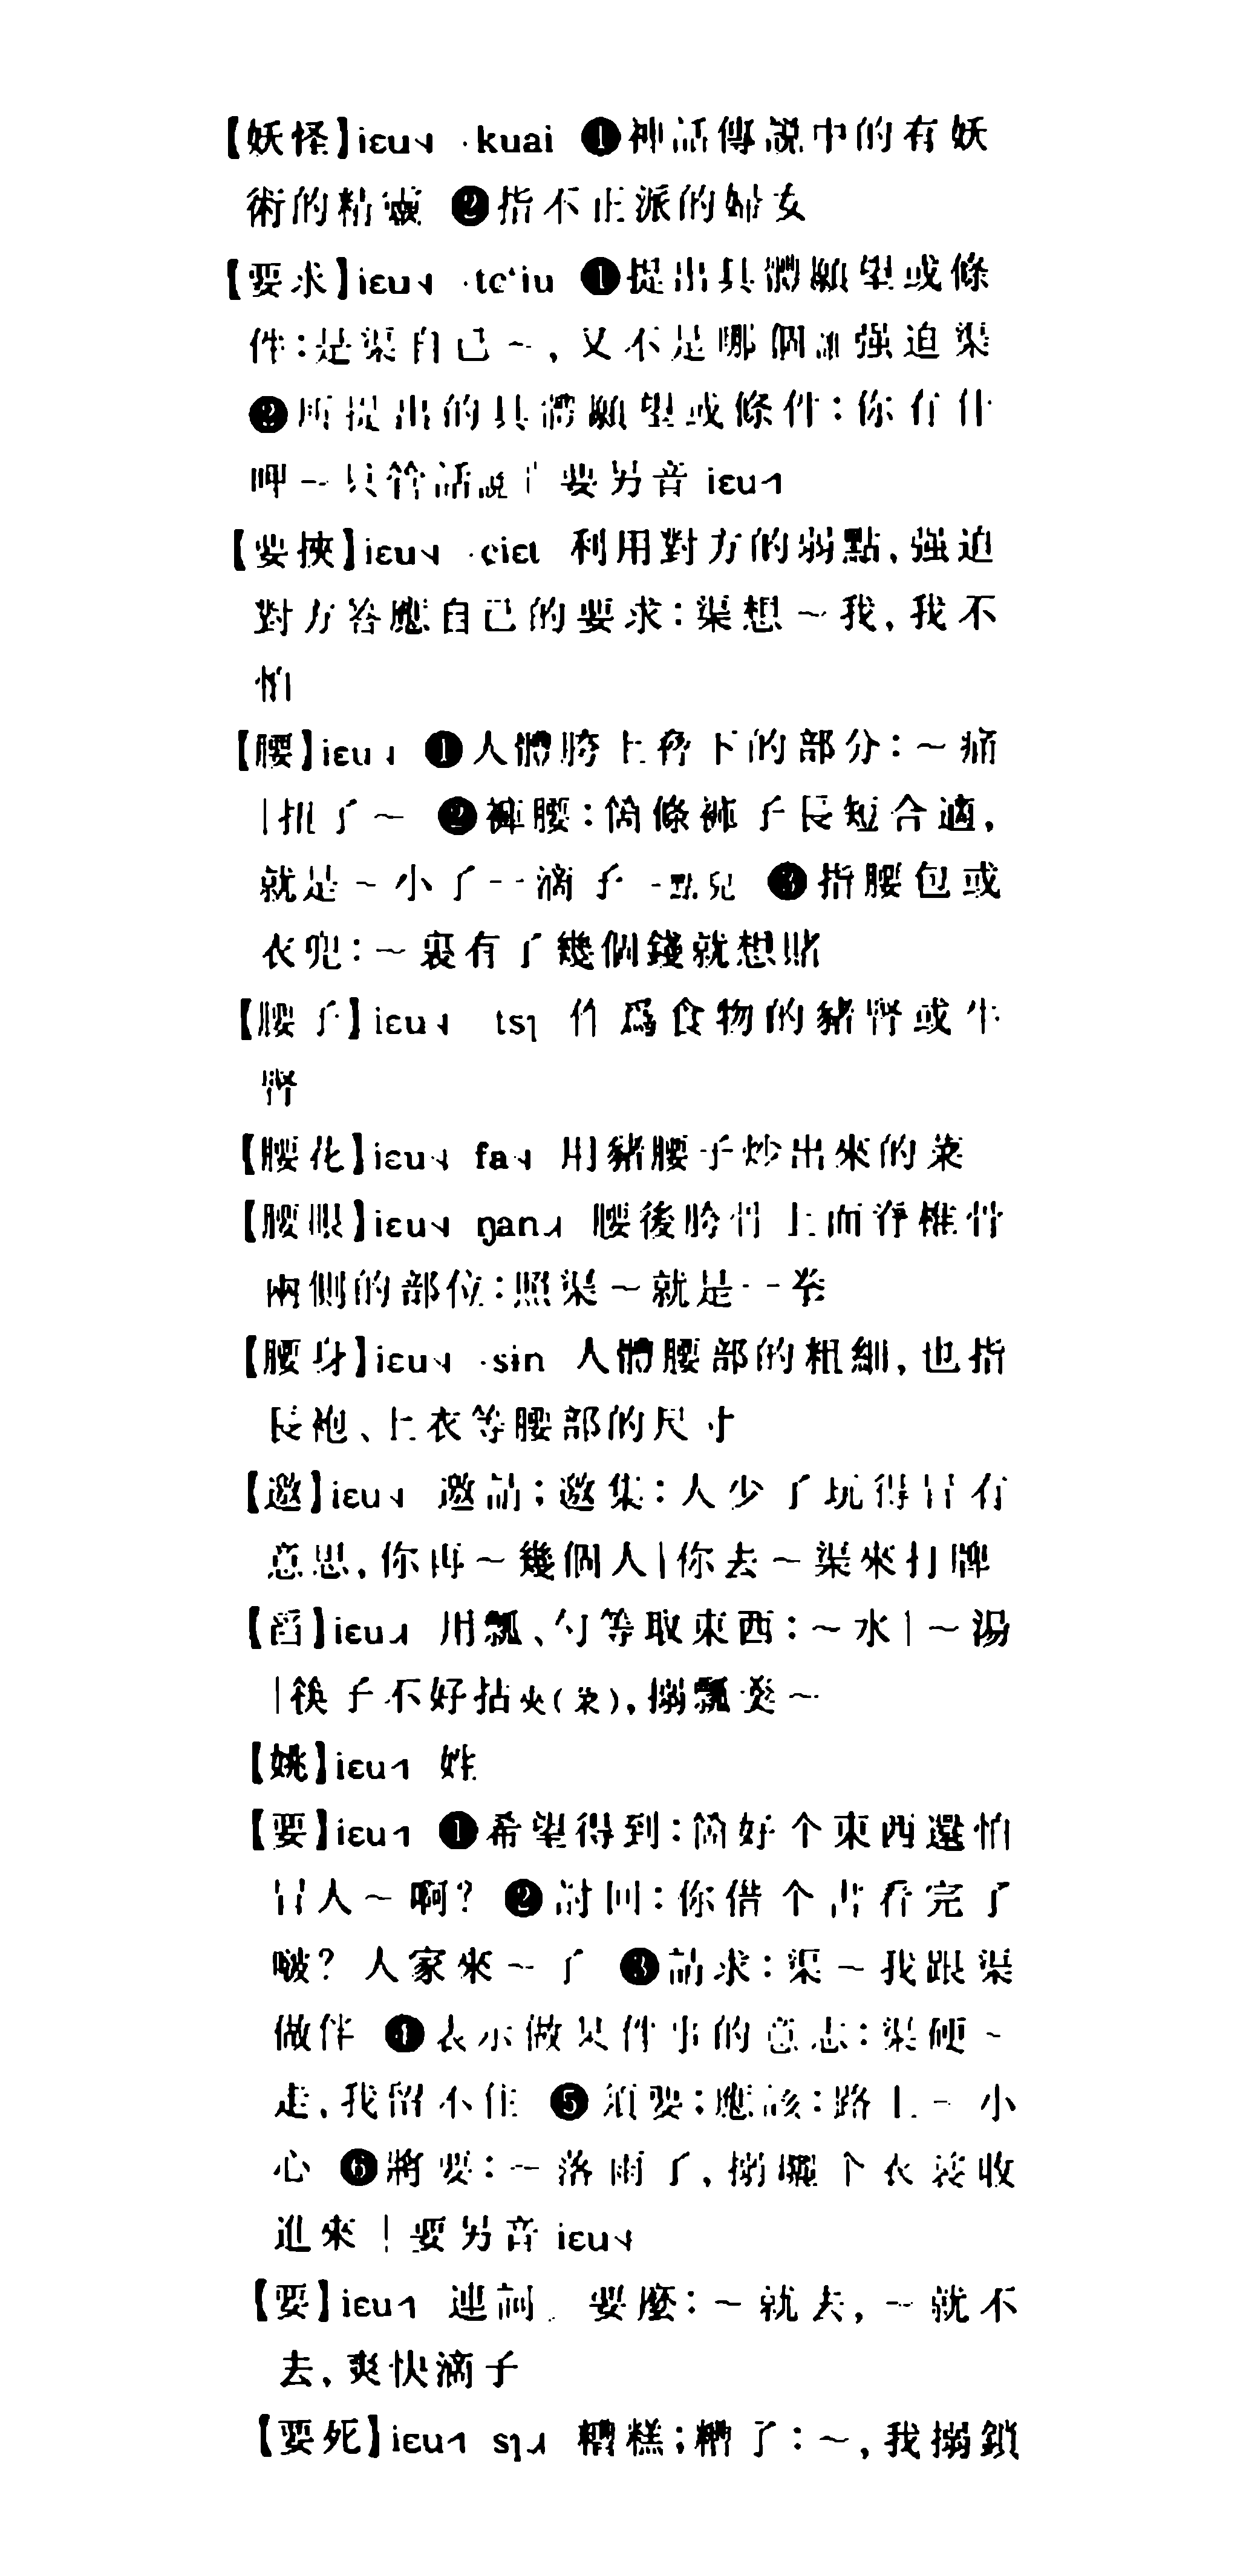 【妖怪】iɛu˧˩ ·kuai ❶神話傳説中的有妖
術的精靈 ❷指不正派的婦女
【要求】iɛu˧˩ ·tɕ‘iu ❶提出具體願望或條
件：是渠自己～，又不是哪個誰强迫渠
❷所提出的具體願望或條件：你有什
呷～只管話説 | 要另音 iɛu˦
【要挾】iɛu˧˩ ·ɕiɛt 利用對方的弱點，强迫
對方答應自己的要求：渠想～我，我不
怕
【腰】iɛu˧˩ ❶人體胯上脅下的部分：～痛
|扭了～ ❷褲腰：箇條褲子長短合適，
就是～小了一滴子一點兒 ❸指腰包或
衣兜：～裏有了幾個錢就想賭
【腰子】iɛu˧˩ tsɿ 作爲食物的豬腎或牛
腎
【腰花】iɛu˧˩ fa˧˩ 用豬腰子炒出來的菜
【腰眼】iɛu˧˩ ŋan˩ 腰後胯骨上面脊椎骨
兩側的部位：照渠～就是一拳
【腰身】iɛu˧˩ ·sɨn 人體腰部的粗細，也指
長袍、上衣等腰部的尺寸
【邀】iɛu˧˩ 邀請；邀集：人少了玩得冒有
意思，你再～幾個人|你去～渠來打牌
【舀】iɛu˩ 用瓢、勺等取東西：～水|～湯
|筷子不好拈夾(菜)，搦瓢羹～
【姚】iɛu˦ 姓
【要】iɛu˦ ❶希望得到：箇好个東西還怕
冒人～啊？ ❷討回：你借个書看完了
啵？人家來～了 ❸請求：渠～我跟渠
做伴 ❹表示做某件事的意志：渠硬～
走，我留不住 ❺須要；應該：路上～小
心 ❻將要：～落雨了，搦曬个衣裳收
進來 | 要另音 iɛu˧˩
【要】iɛu˦ 連詞。要麼：～就去，～就不
去，爽快滴子
【要死】iɛu˦ sɿ˩ 糟糕；糟了：～，我搦鎖